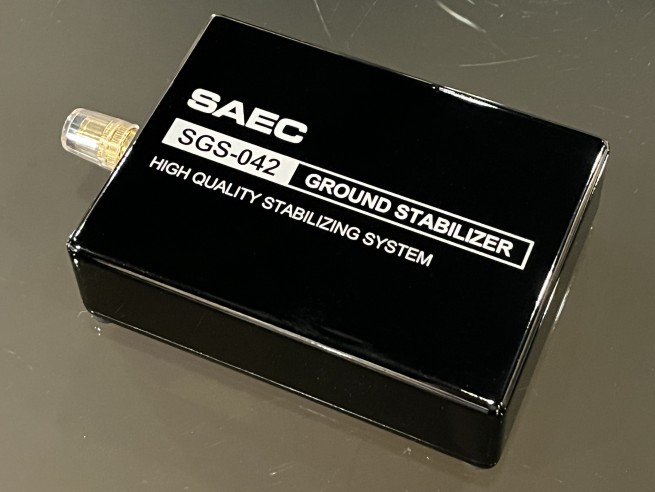 SAEC
SGS-042 GROUND STABILIZER
HIGH QUALITY STABILIZING SYSTEM